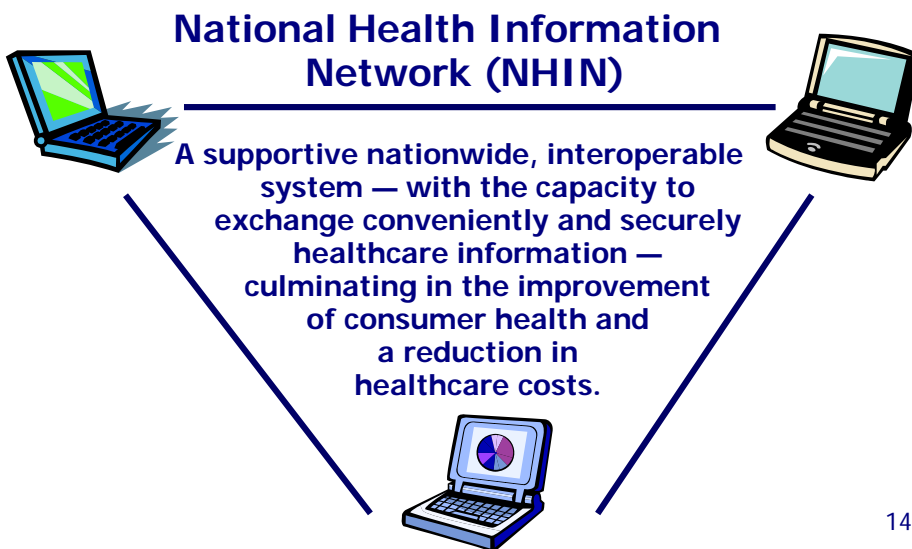 National Health Information
Network (NHIN)
A supportive nationwide, interoperable
system — with the capacity to
exchange conveniently and securely
healthcare information —
culminating in the improvement
of consumer health and
a reduction in
healthcare costs.
14